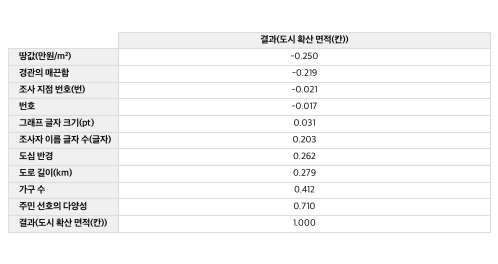 결과(도시 확산 면적(칸))
땅값(만원/m²) -0.250
경관의 매끈함 -0.219
조사 지점 번호(번) -0.021
번호 -0.017
그래프 글자 크기(pt) 0.031
조사자 이름 글자 수(글자) 0.203
도심 반경 0.262
도로 길이(km) 0.279
가구 수 0.412
주민 선호의 다양성 0.710
결과(도시 확산 면적(칸)) 1.000